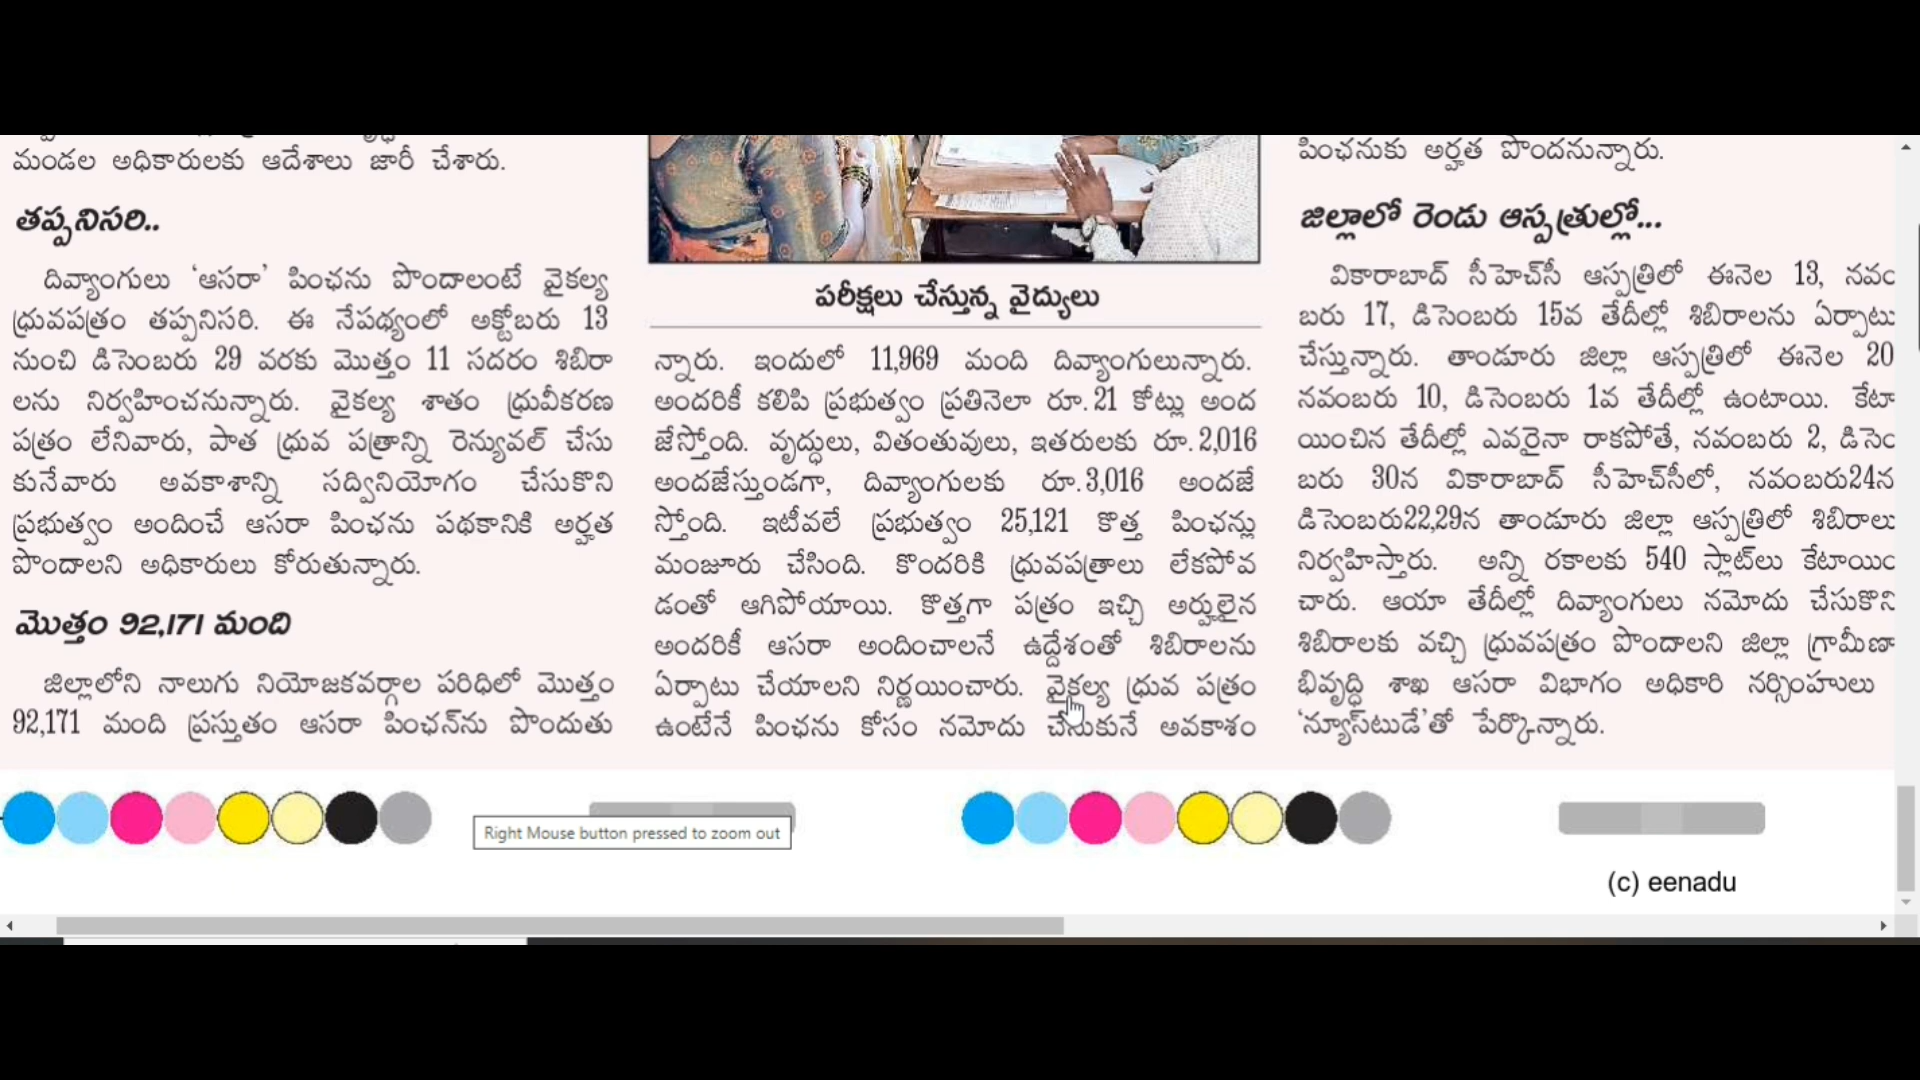 మండల అధికారులకు ఆదేశాలు జారీ చేశారు.
తప్పనిసరి..
దివ్యాంగులు ‘ఆసరా’ పింఛను పొందాలంటే వైకల్య
ధ్రువపత్రం తప్పనిసరి. ఈ నేపథ్యంలో అక్టోబరు 13
నుంచి డిసెంబరు 29 వరకు మొత్తం 11 సదరం శిబిరా
లను నిర్వహించనున్నారు. వైకల్య శాతం ధ్రువీకరణ
పత్రం లేనివారు, పాత ధ్రువ పత్రాన్ని రెన్యువల్ చేసు
కునేవారు అవకాశాన్ని సద్వినియోగం చేసుకొని
ప్రభుత్వం అందించే ఆసరా పింఛను పథకానికి అర్హత
పొందాలని అధికారులు కోరుతున్నారు.
మొత్తం 92,171 మంది
జిల్లాలోని నాలుగు నియోజకవర్గాల పరిధిలో మొత్తం
92,171 మంది ప్రస్తుతం ఆసరా పింఛన్‌ను పొందుతు
పరీక్షలు చేస్తున్న వైద్యులు
న్నారు. ఇందులో 11,969 మంది దివ్యాంగులున్నారు.
అందరికీ కలిపి ప్రభుత్వం ప్రతినెలా రూ.21 కోట్లు అంద
జేస్తోంది. వృద్ధులు, వితంతువులు, ఇతరులకు రూ.2,016
అందజేస్తుండగా, దివ్యాంగులకు రూ.3,016 అందజే
స్తోంది. ఇటీవలే ప్రభుత్వం 25,121 కొత్త పింఛన్లు
మంజూరు చేసింది. కొందరికి ధ్రువపత్రాలు లేకపోవ
డంతో ఆగిపోయాయి. కొత్తగా పత్రం ఇచ్చి అర్హులైన
అందరికీ ఆసరా అందించాలనే ఉద్దేశంతో శిబిరాలను
ఏర్పాటు చేయాలని నిర్ణయించారు. వైకల్య ధ్రువ పత్రం
ఉంటేనే పింఛను కోసం నమోదు చేసుకునే అవకాశం
పింఛనుకు అర్హత పొందనున్నారు.
జిల్లాలో రెండు ఆస్పత్రుల్లో...
వికారాబాద్ సీహెచ్‌సీ ఆస్పత్రిలో ఈనెల 13, నవం
బరు 17, డిసెంబరు 15వ తేదీల్లో శిబిరాలను ఏర్పాటు
చేస్తున్నారు. తాండూరు జిల్లా ఆస్పత్రిలో ఈనెల 20
నవంబరు 10, డిసెంబరు 1వ తేదీల్లో ఉంటాయి. కేటా
యించిన తేదీల్లో ఎవరైనా రాకపోతే, నవంబరు 2, డిసెం
బరు 30న వికారాబాద్ సీహెచ్‌సీలో, నవంబరు24న
డిసెంబరు22,29న తాండూరు జిల్లా ఆస్పత్రిలో శిబిరాలు
నిర్వహిస్తారు. అన్ని రకాలకు 540 స్లాట్‌లు కేటాయిం
చారు. ఆయా తేదీల్లో దివ్యాంగులు నమోదు చేసుకొని
శిబిరాలకు వచ్చి ధ్రువపత్రం పొందాలని జిల్లా గ్రామీణా
భివృద్ధి శాఖ ఆసరా విభాగం అధికారి నర్సింహులు
‘న్యూస్‌టుడే’తో పేర్కొన్నారు.
Right Mouse button pressed to zoom out
(c) eenadu